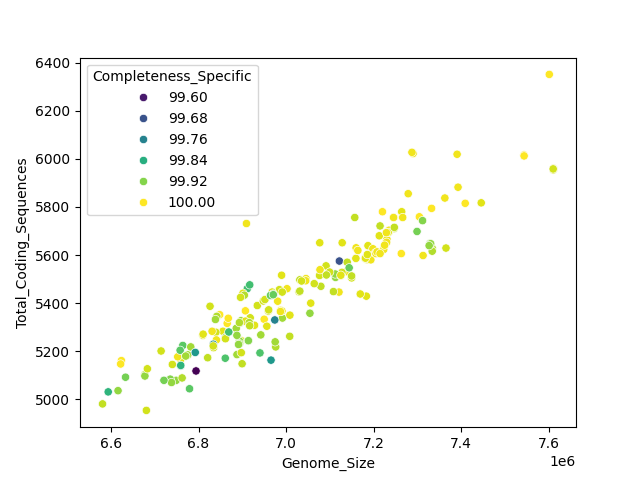 Completeness_Specific
99.60
99.68
99.76
99.84
99.92
100.00
6400
6200
6000
5800
5600
5400
5200
5000
Total_Coding_Sequences
6.6 6.8 7.0 7.2 7.4 7.6
1e6
Genome_Size